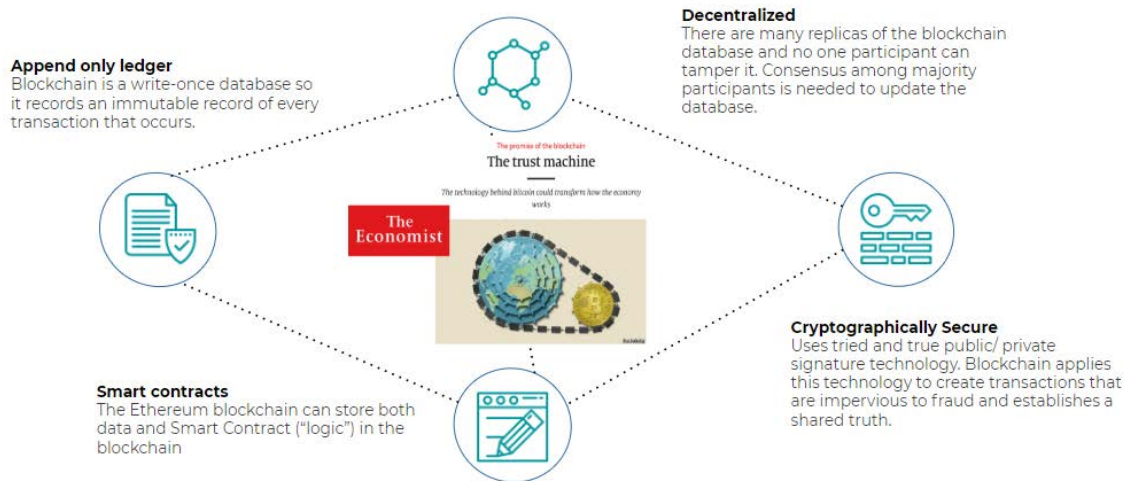 Decentralized
There are many replicas of the blockchain
database and no one participant can
tamper it. Consensus among majority
participants is needed to update the
database.
Append only ledger
Blockchain is a write-once database so
it records an immutable record of every
transaction that occurs.
The promise of the blockchain
The trust machine
The technology behind bitcoin could transform how the economy
works
The
Economist
Cryptographically Secure
Uses tried and true public/ private
signature technology. Blockchain applies
this technology to create transactions that
are impervious to fraud and establishes a
shared truth.
Smart contracts
The Ethereum blockchain can store both
data and Smart Contract (“logic”) in the
blockchain